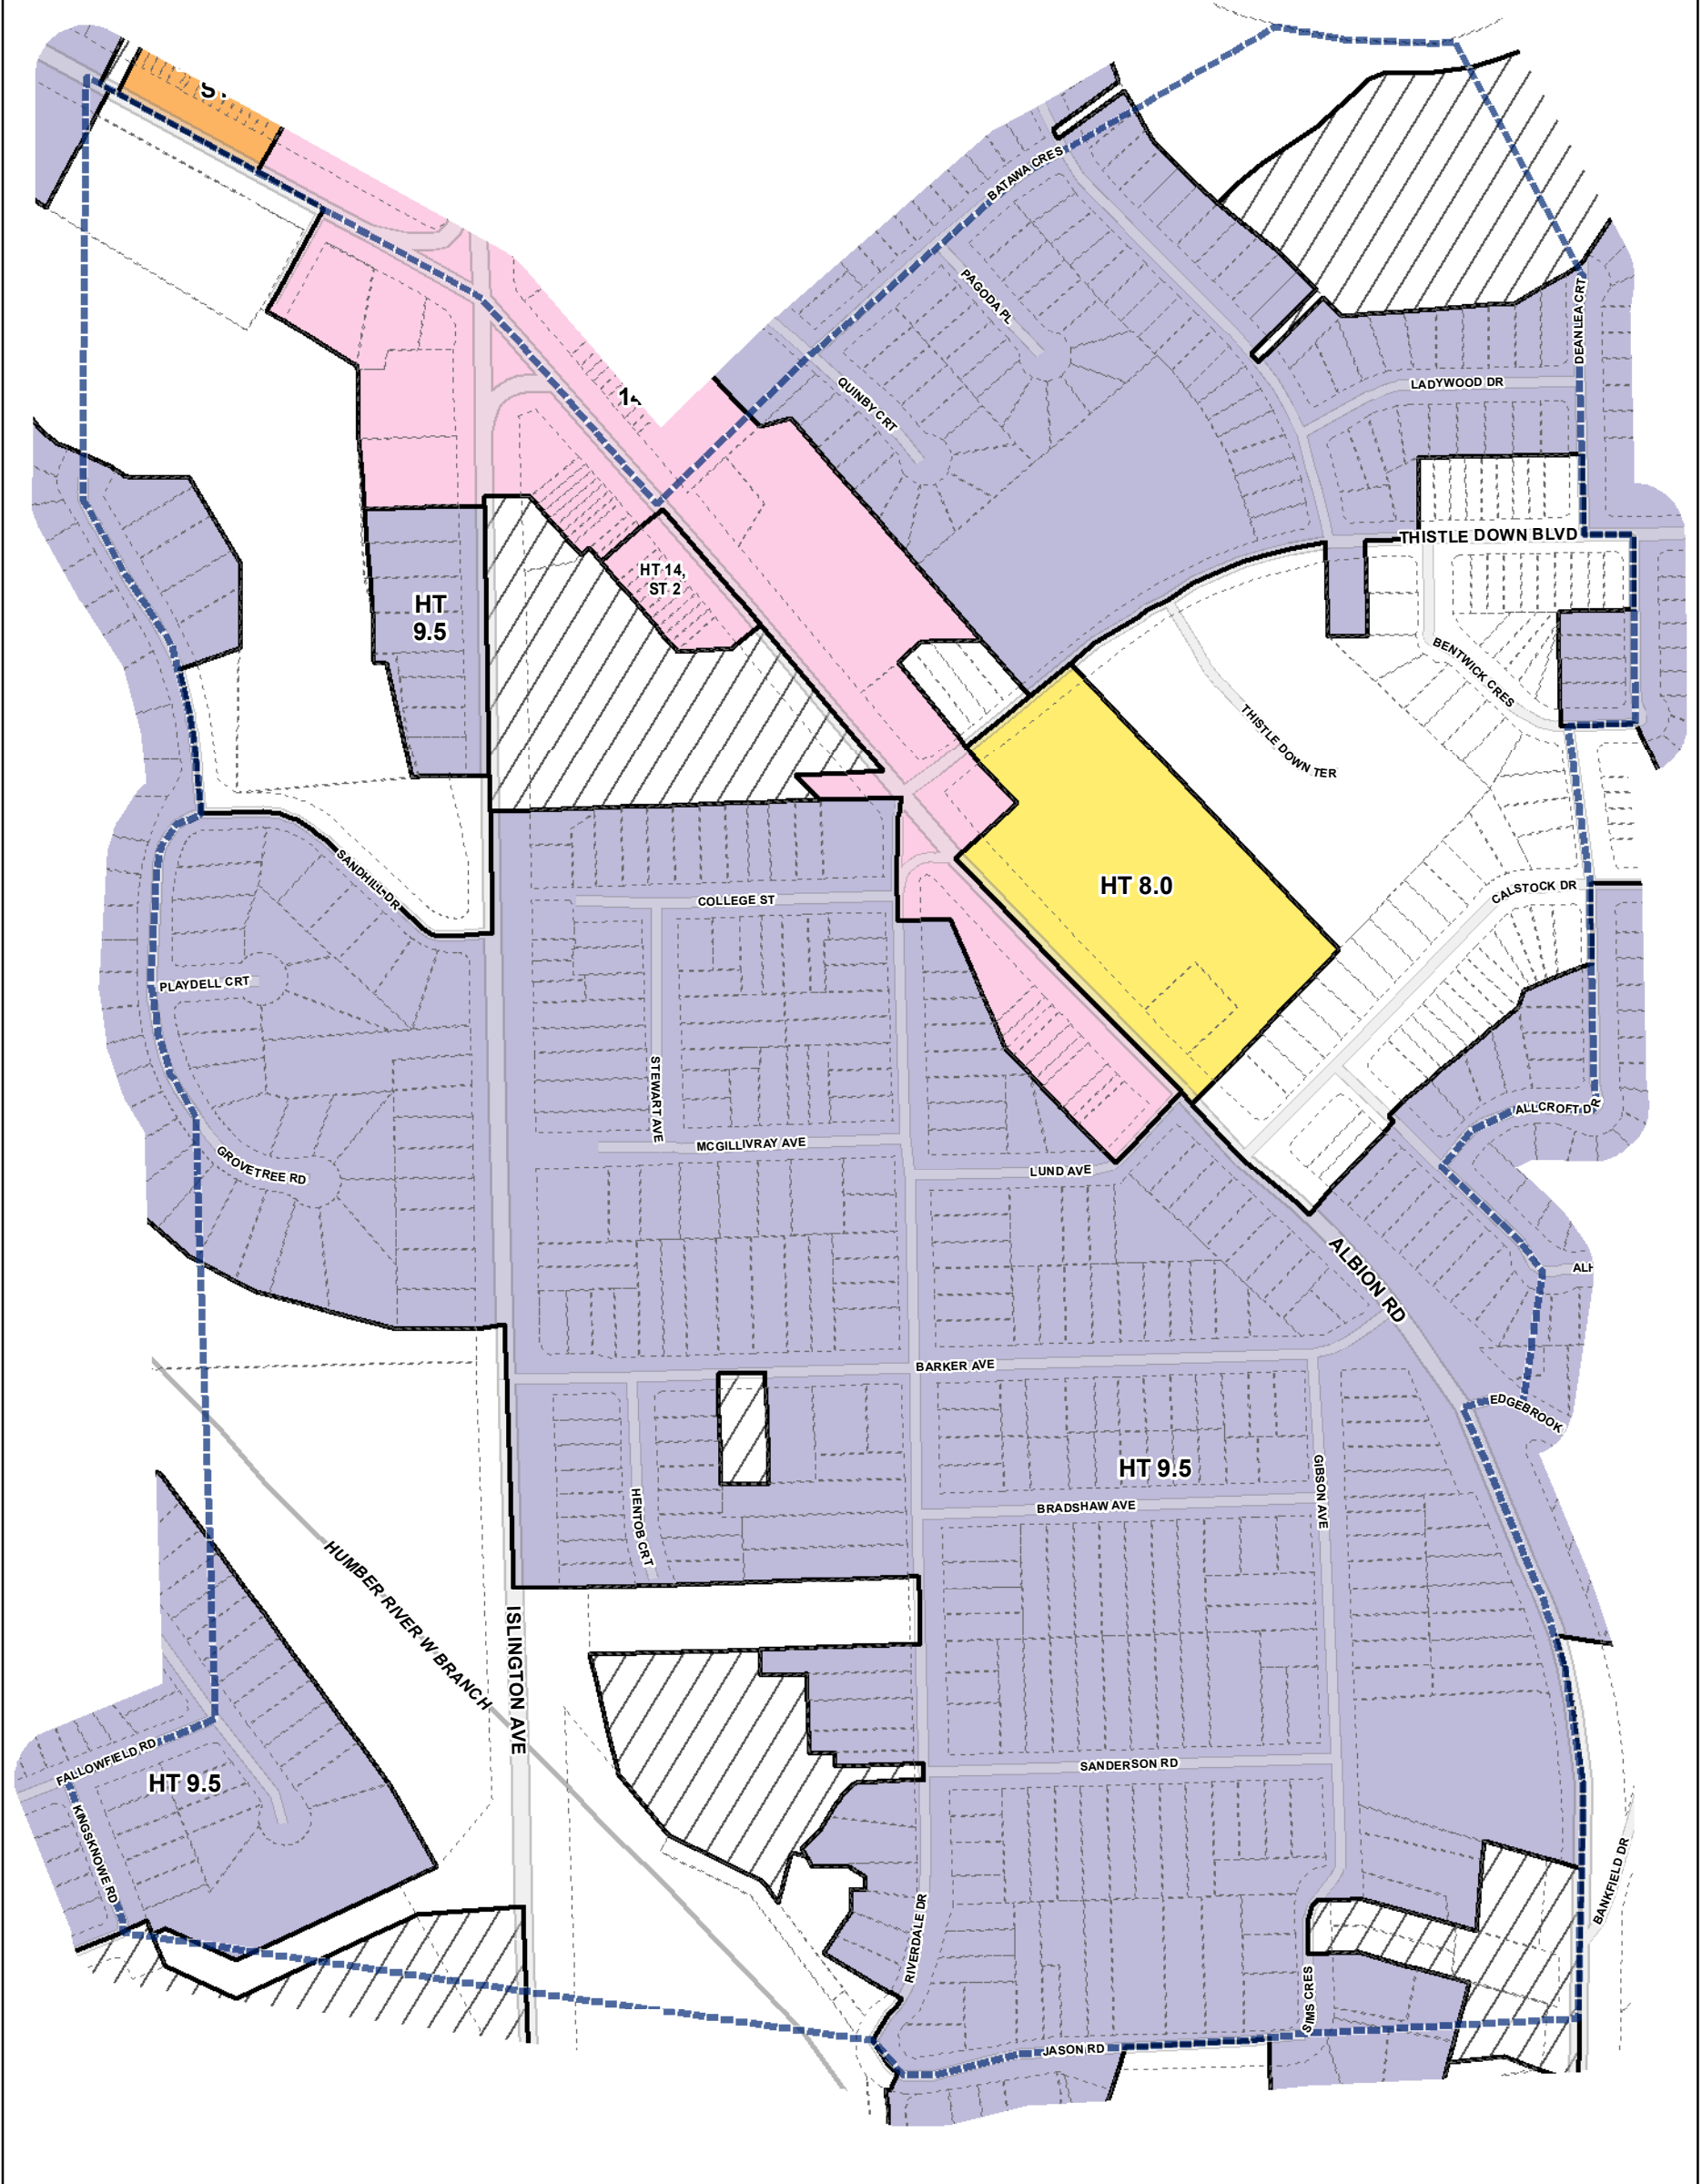 BATAWA CRES
PAGODA PL
DEANLEA CRT
LADYWOOD DR
QUINBY CRT
THISTLE DOWN BLVD
HT 14,
ST 2
HT
9.5
BENTWICK CRES
THISTLE DOWN TER
SANDHILL DR
HT 8.0
CALSTOCK DR
COLLEGE ST
PLAYDELL CRT
STEWART AVE
ALLCROFT DR
MCGILLIVRAY AVE
LUND AVE
GROVETREE RD
ALBION RD
BARKER AVE
EDGEBROOK
HT 9.5
GIBSON AVE
BRADSHAW AVE
HENTOB CRT
HUMBER RIVER W BRANCH
ISLINGTON AVE
SANDERSON RD
FALLOWFIELD RD
HT 9.5
KINGSKNOWE RD
BANKFIELD DR
RIVERDALE DR
SIMS CRES
JASON RD